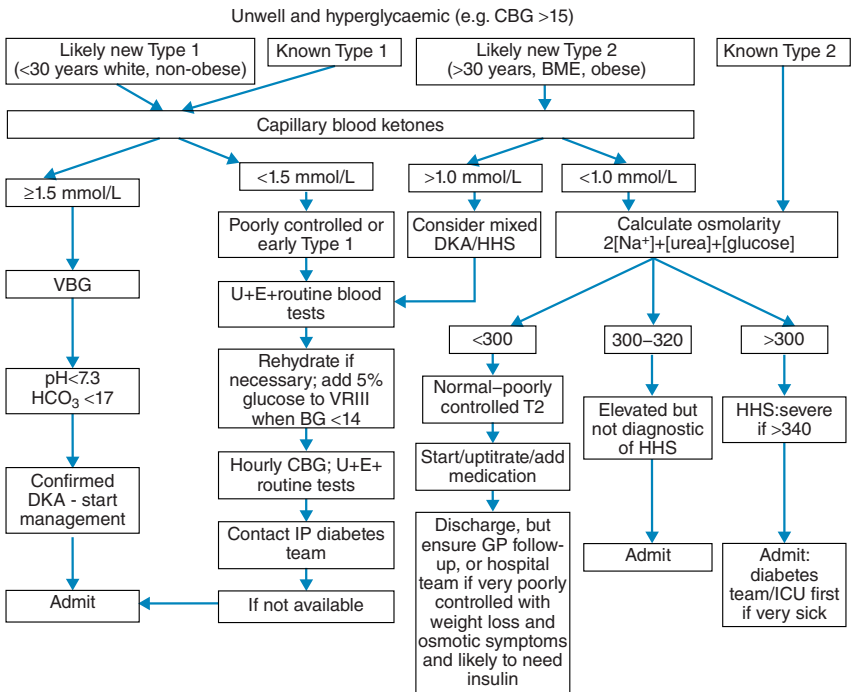 Unwell and hyperglycaemic (e.g. CBG >15)
Likely new Type 1
(<30 years white, non-obese)
Known Type 1
Likely new Type 2
(>30 years, BME, obese)
Known Type 2
Capillary blood ketones
≥1.5 mmol/L
<1.5 mmol/L
>1.0 mmol/L
<1.0 mmol/L
Poorly controlled or
early Type 1
Consider mixed
DKA/HHS
Calculate osmolarity
2[Na⁺]+[urea]+[glucose]
VBG
U+E+routine blood
tests
<300
300–320
>300
pH<7.3
HCO₃ <17
Rehydrate if
necessary; add 5%
glucose to VRIII
when BG <14
Normal–poorly
controlled T2
Elevated but
not diagnostic
of HHS
HHS:severe
if >340
Confirmed
DKA - start
management
Hourly CBG; U+E+
routine tests
Start/uptitrate/add
medication
Contact IP diabetes
team
Discharge, but
ensure GP follow-
up, or hospital
team if very poorly
controlled with
weight loss and
osmotic symptoms
and likely to need
insulin
Admit
Admit:
diabetes
team/ICU first
if very sick
Admit
If not available